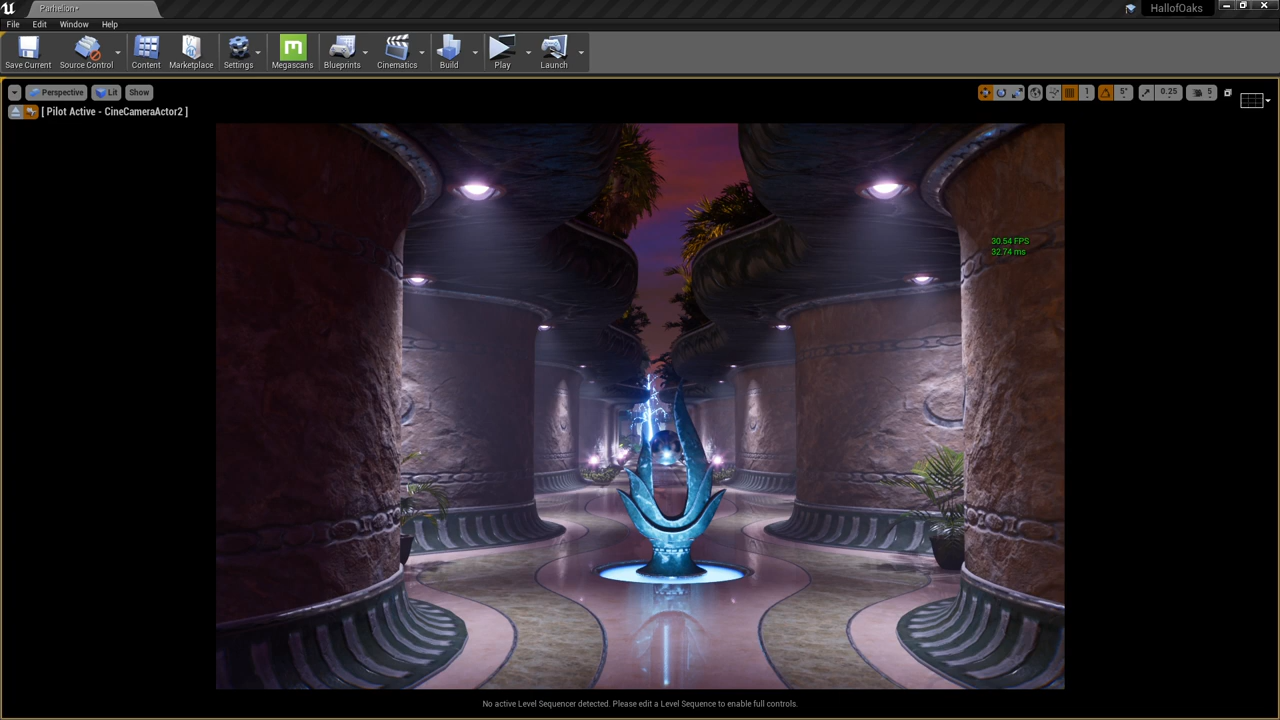 Parhelion*
HallofOaks
File Edit Window Help
Save Current Source Control Content Marketplace Settings Megascans Blueprints Cinematics Build Play Launch
Perspective Lit Show 1 5° 0.25 5
[ Pilot Active - CineCameraActor2 ]
30.54 FPS
32.74 ms
No active Level Sequencer detected. Please edit a Level Sequence to enable full controls.